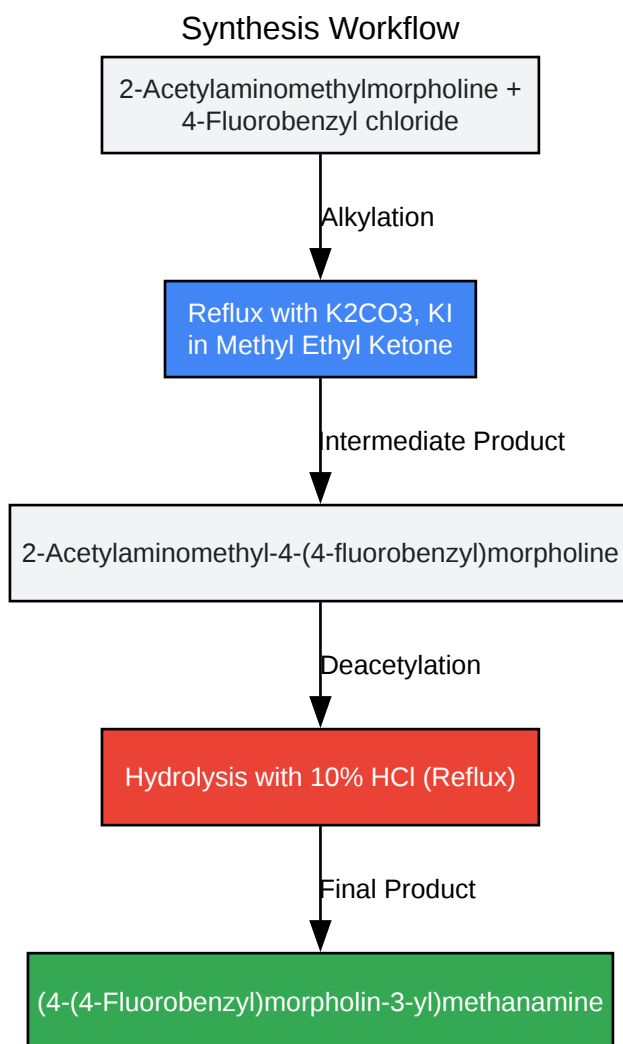 Synthesis Workflow
2-Acetylaminomethylmorpholine +
4-Fluorobenzyl chloride
Alkylation
Reflux with K2CO3, KI
in Methyl Ethyl Ketone
Intermediate Product
2-Acetylaminomethyl-4-(4-fluorobenzyl)morpholine
Deacetylation
Hydrolysis with 10% HCl (Reflux)
Final Product
(4-(4-Fluorobenzyl)morpholin-3-yl)methanamine